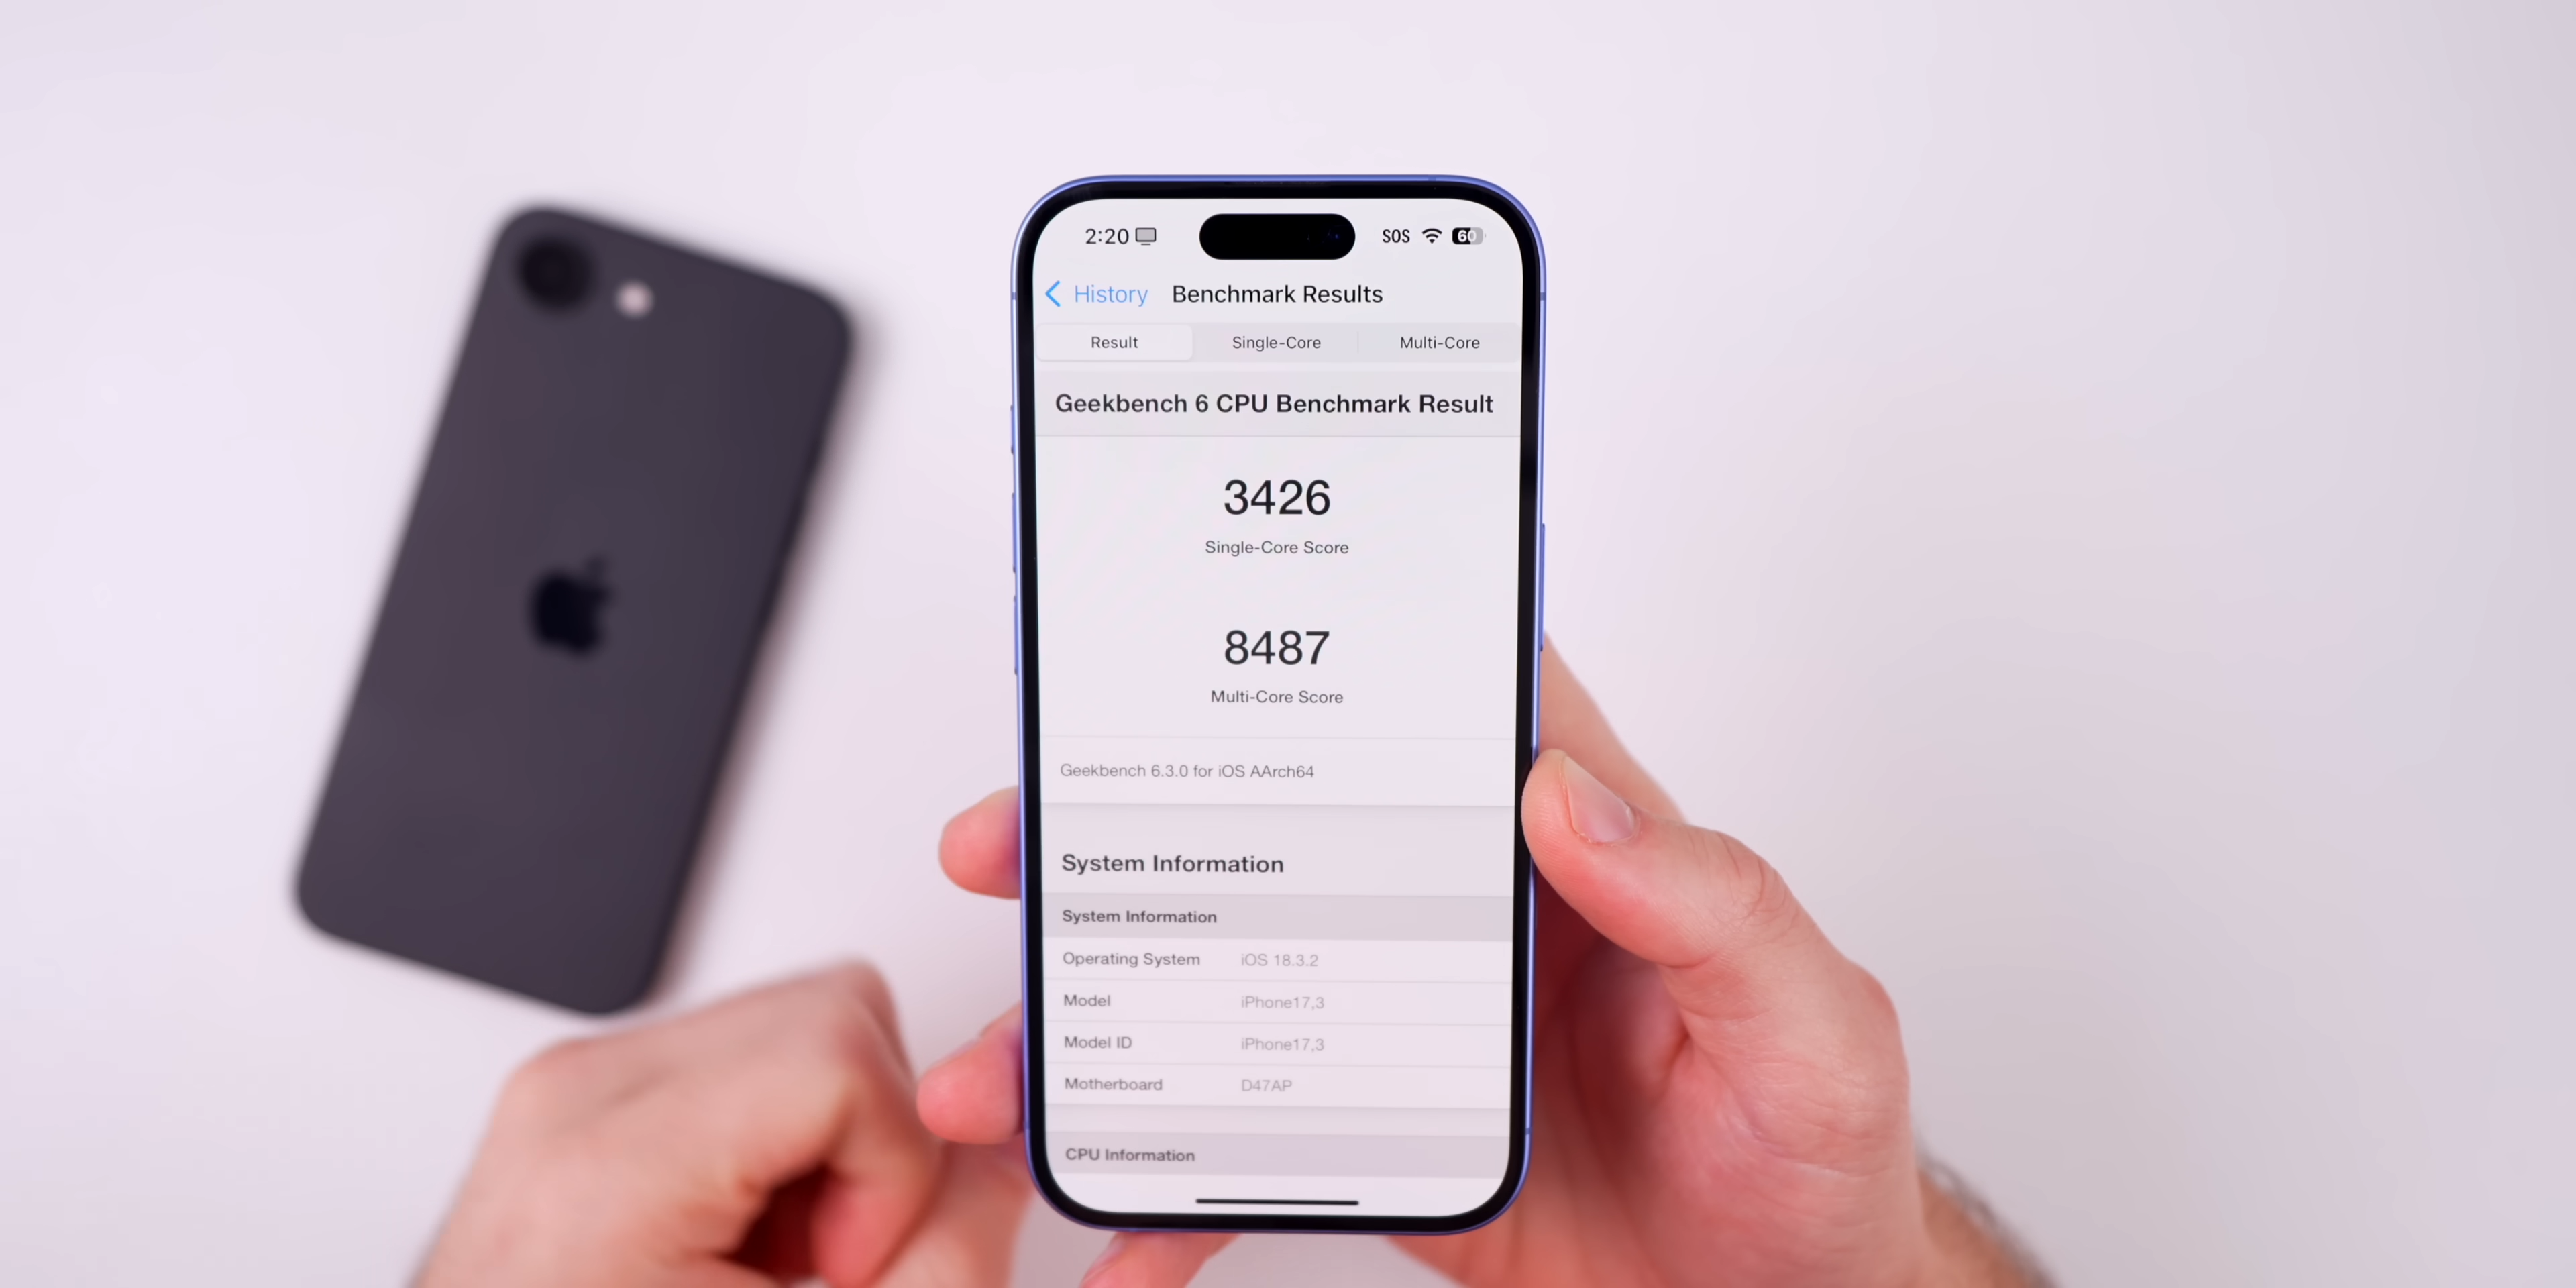 2:20 SOS 60
History Benchmark Results
Result Single-Core Multi-Core
Geekbench 6 CPU Benchmark Result
3426
Single-Core Score
8487
Multi-Core Score
Geekbench 6.3.0 for iOS AArch64
System Information
System Information
Operating System iOS 18.3.2
Model iPhone17,3
Model ID iPhone17,3
Motherboard D47AP
CPU Information